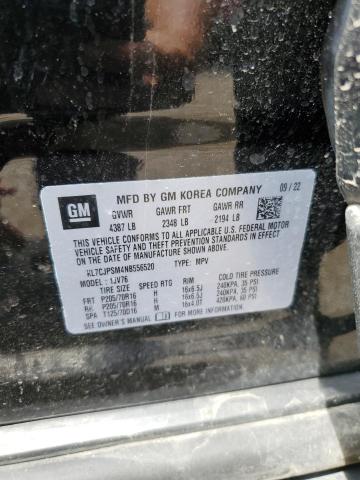 GM
MFD BY GM KOREA COMPANY 09/22
GVWR GAWR FRT GAWR RR
4387 LB 2348 LB 2194 LB
THIS VEHICLE CONFORMS TO ALL APPLICABLE U.S. FEDERAL MOTOR
VEHICLE SAFETY AND THEFT PREVENTION STANDARDS IN EFFECT ON
THE DATE OF MANUFACTURE SHOWN ABOVE.
KL7CJPSM4NB556520 TYPE: MPV
MODEL: 1JV76
TIRE SIZE SPEED RTG RIM COLD TIRE PRESSURE
FRT P205/70R16 H 16x6.5J 240KPA, 35 PSI
RR P205/70R16 H 16x6.5J 240KPA, 35 PSI
SPA T125/70D16 M 16x4.0T 420KPA, 60 PSI
SEE OWNER'S MANUAL FOR ADDITIONAL INFORMATION.